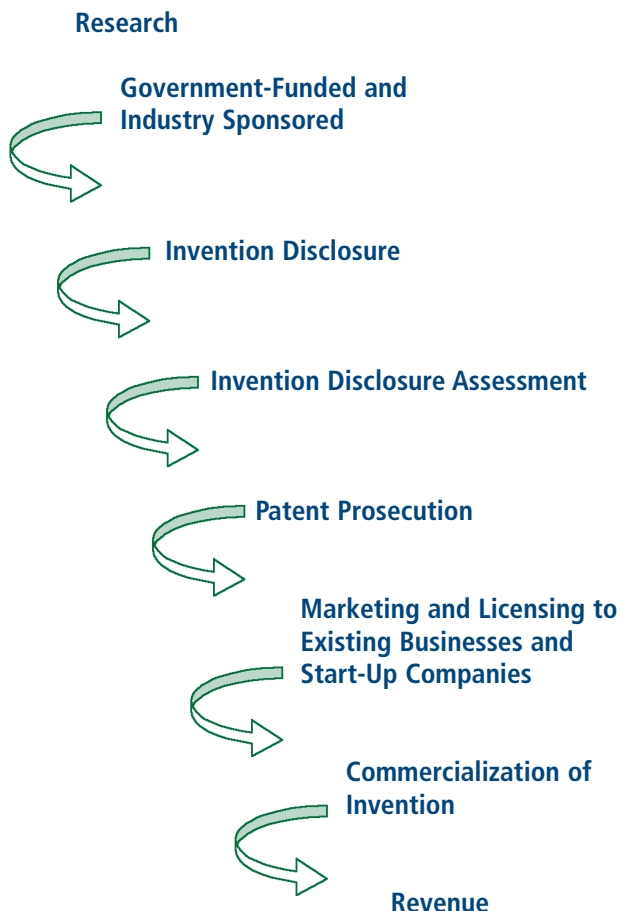 Research
Government-Funded and
Industry Sponsored
Invention Disclosure
Invention Disclosure Assessment
Patent Prosecution
Marketing and Licensing to
Existing Businesses and
Start-Up Companies
Commercialization of
Invention
Revenue